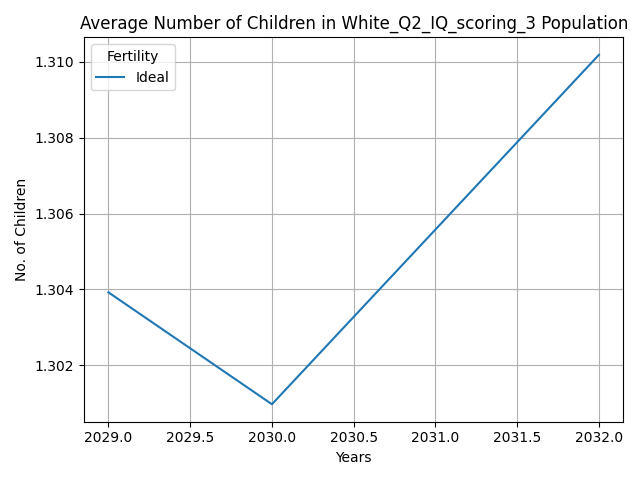 Average Number of Children in White_Q2_IQ_scoring_3 Population
Fertility
Ideal
1.310
1.308
1.306
1.304
1.302
No. of Children
2029.0 2029.5 2030.0 2030.5 2031.0 2031.5 2032.0
Years